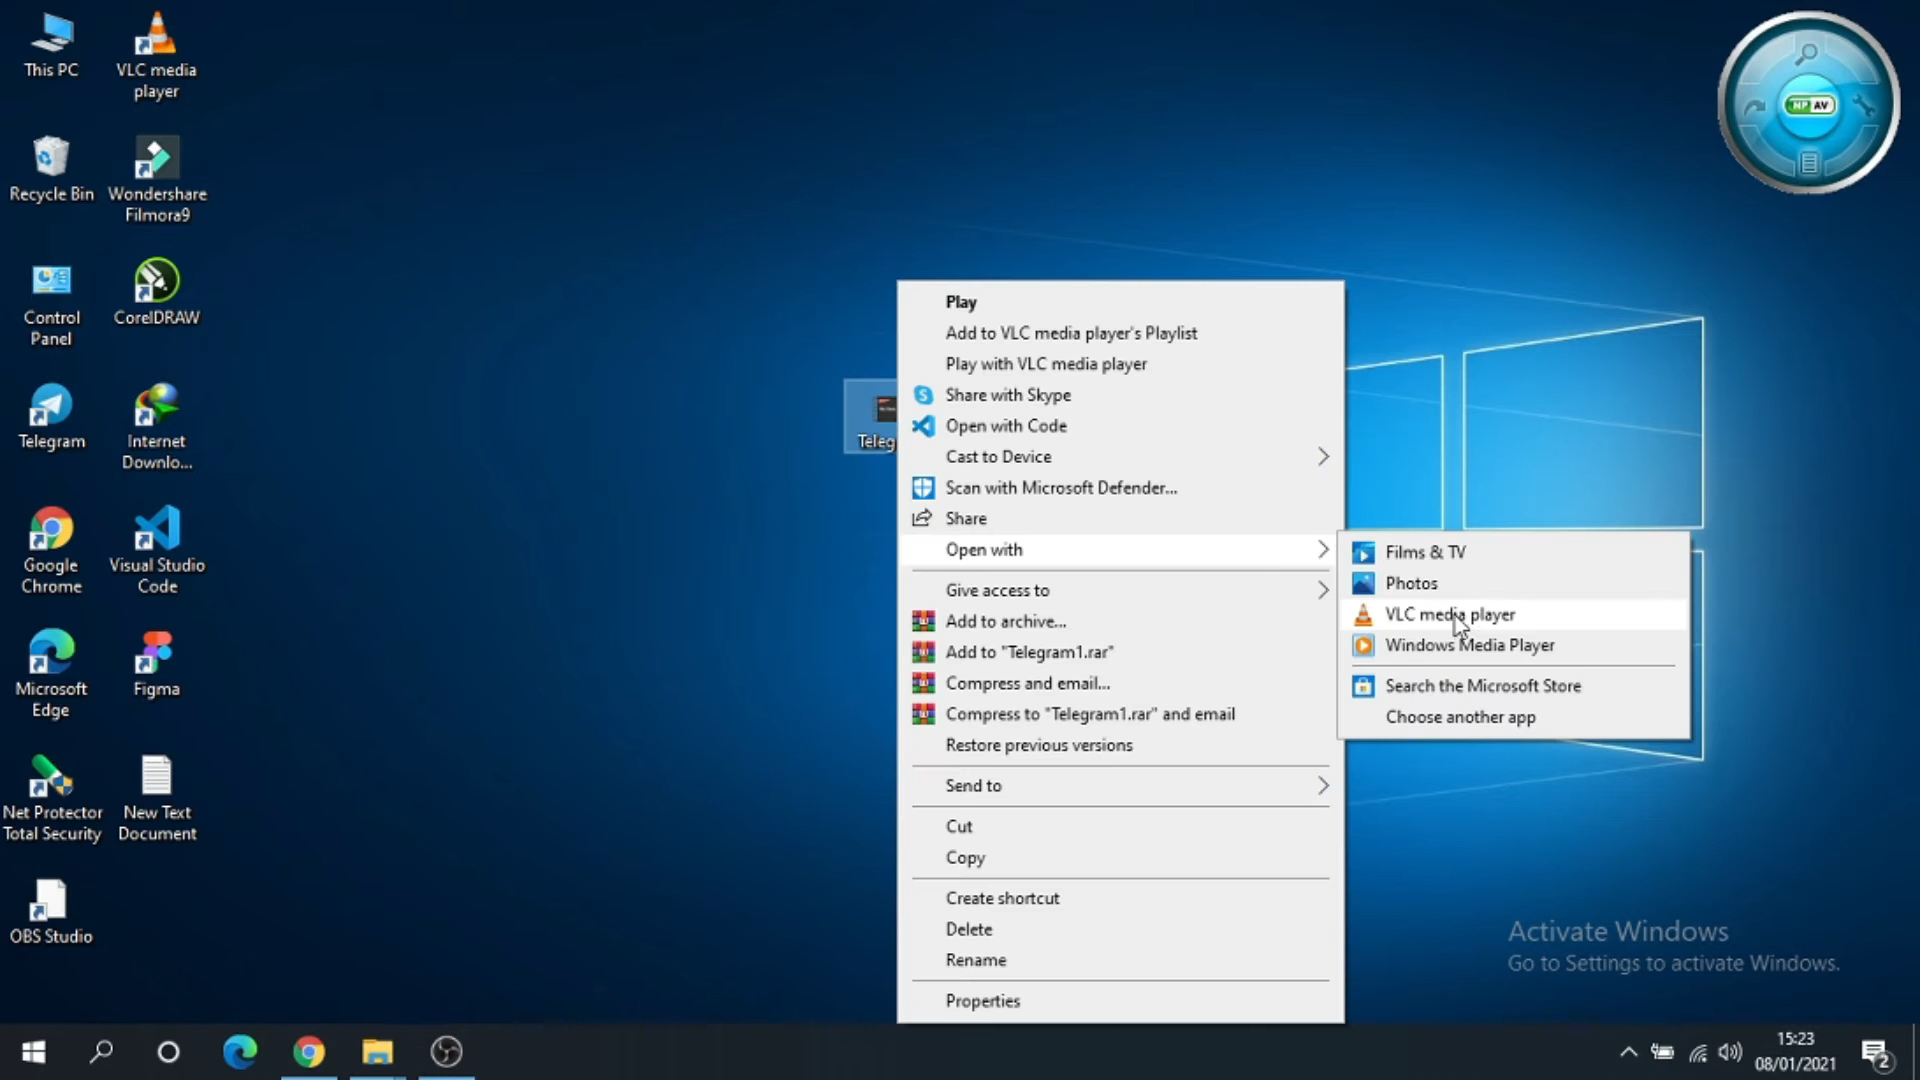 This PC
VLC media
player
Recycle Bin
Wondershare
Filmora9
Control
Panel
CorelDRAW
Telegram
Internet
Downlo...
Google
Chrome
Visual Studio
Code
Microsoft
Edge
Figma
Net Protector
Total Security
New Text
Document
OBS Studio
NP AV
Teleg
Play
Add to VLC media player's Playlist
Play with VLC media player
Share with Skype
Open with Code
Cast to Device
Scan with Microsoft Defender...
Share
Open with
Give access to
Add to archive...
Add to "Telegram1.rar"
Compress and email...
Compress to "Telegram1.rar" and email
Restore previous versions
Send to
Cut
Copy
Create shortcut
Delete
Rename
Properties
Films & TV
Photos
VLC media player
Windows Media Player
Search the Microsoft Store
Choose another app
Activate Windows
Go to Settings to activate Windows.
15:23
08/01/2021
2